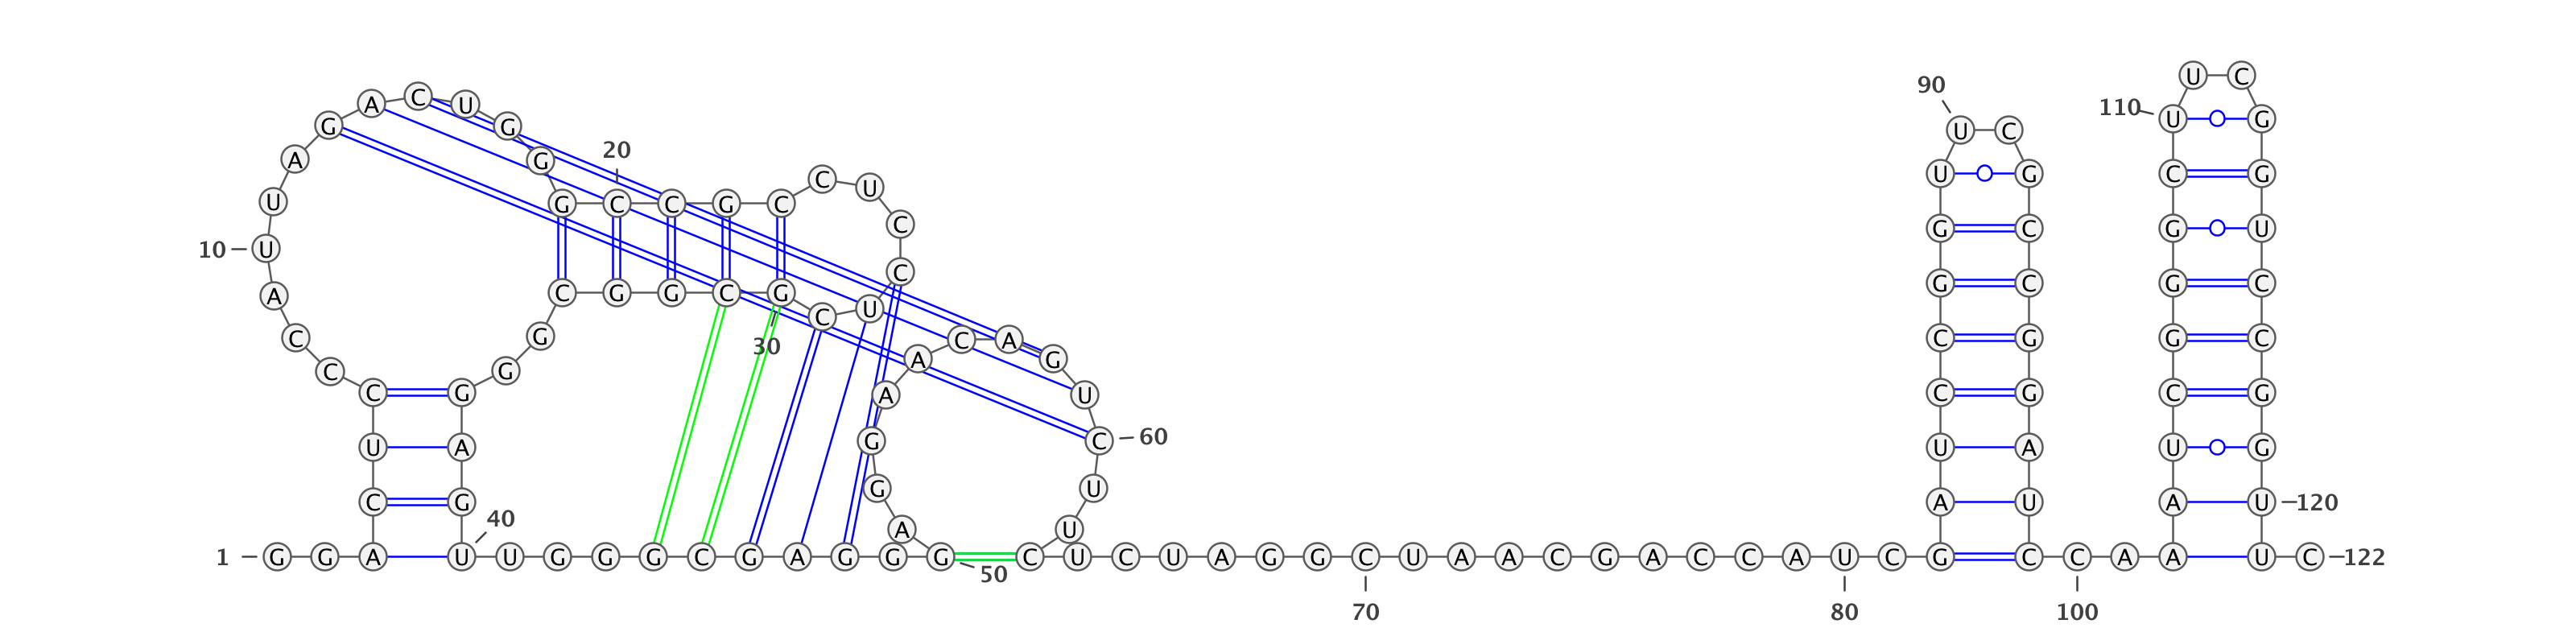 1
G G A C U C C C A U
10
U A G A C U G G G C
20
C G C C U C C U C G
30
C G G C G G G A G U
40
U G G G C G A G G G
50
A G G A A C A G U C
60
U U C U C U A G G C
70
U A A C G A C C A U
80
C G A U C C G G U U
90
C G C C G G A U C C
100
A A A U C G G G C U
110
U C G G U C C G G U
120
U C
122